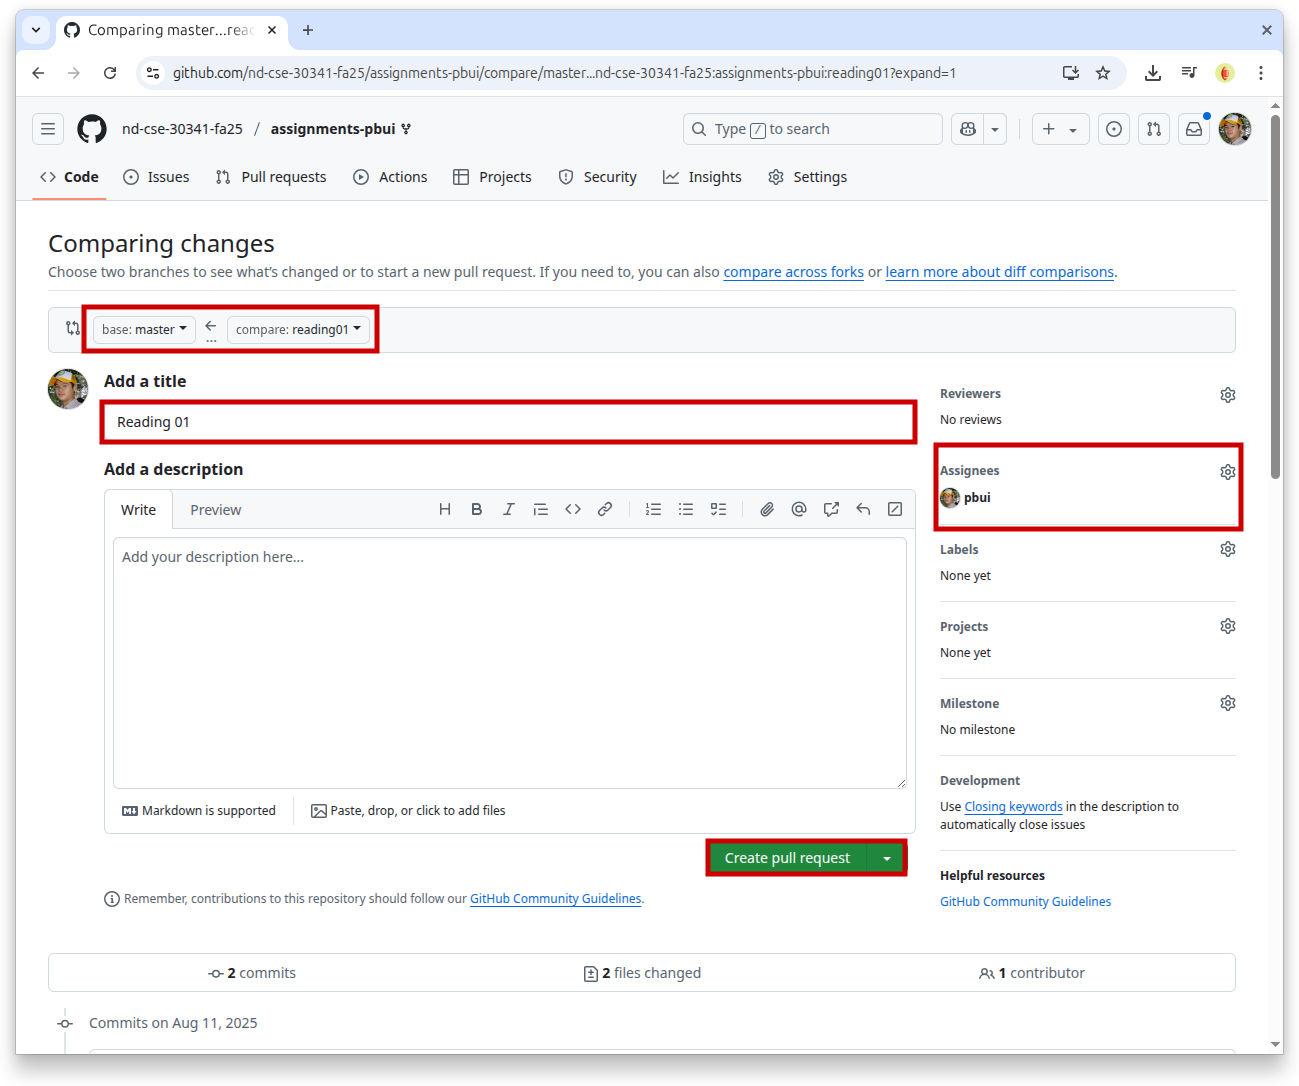 Comparing master...read
github.com/nd-cse-30341-fa25/assignments-pbui/compare/master...nd-cse-30341-fa25:assignments-pbui:reading01?expand=1
nd-cse-30341-fa25 / assignments-pbui
Type / to search
Code Issues Pull requests Actions Projects Security Insights Settings
Comparing changes
Choose two branches to see what's changed or to start a new pull request. If you need to, you can also compare across forks or learn more about diff comparisons.
base: master ... compare: reading01
Add a title
Reading 01
Add a description
Write Preview
H B I
Add your description here...
Markdown is supported Paste, drop, or click to add files
Create pull request
Remember, contributions to this repository should follow our GitHub Community Guidelines.
Reviewers
No reviews
Assignees
pbui
Labels
None yet
Projects
None yet
Milestone
No milestone
Development
Use Closing keywords in the description to
automatically close issues
Helpful resources
GitHub Community Guidelines
2 commits 2 files changed 1 contributor
Commits on Aug 11, 2025